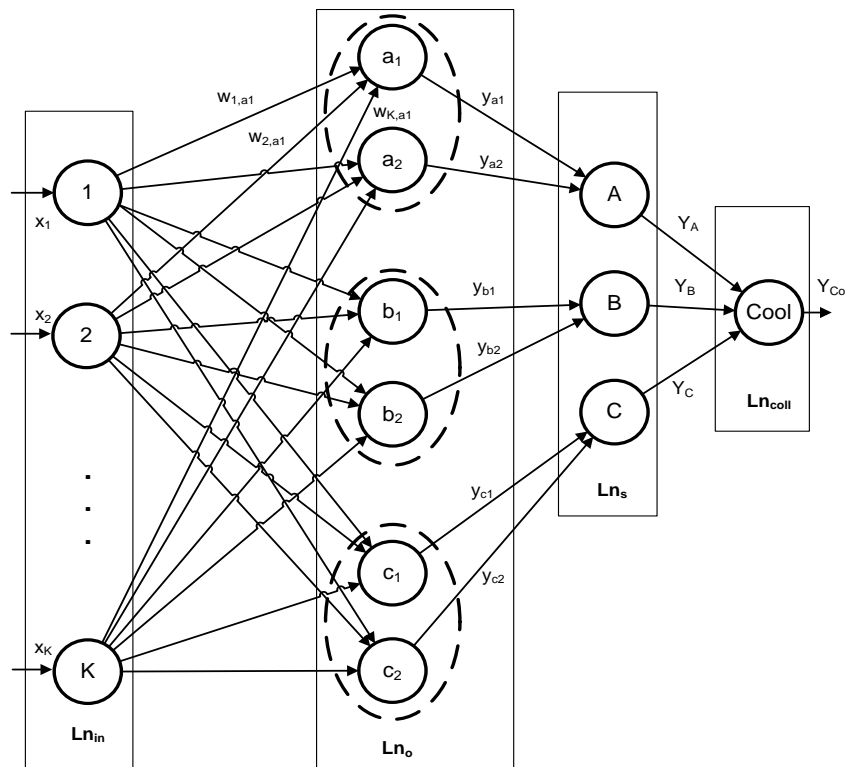 a1
w1,a1
wK,a1
ya1
w2,a1
a2
ya2
1
x1
A
YA
x2
2
b1
yb1
B
YB
Cool
YCo
b2
yb2
C
YC
Lncoll
Lns
yc1
c1
yc2
xK
K
c2
Lnin
Lno